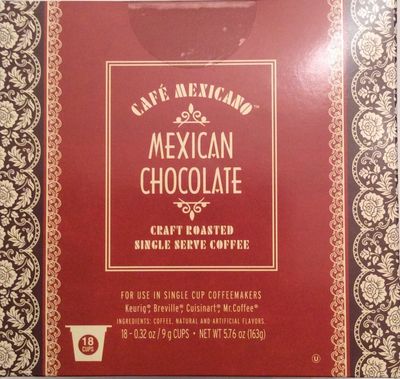 CAFÉ MEXICANO™
MEXICAN
CHOCOLATE
CRAFT ROASTED
SINGLE SERVE COFFEE
FOR USE IN SINGLE CUP COFFEEMAKERS
Keurig® Breville® Cuisinart® Mr.Coffee®
INGREDIENTS: COFFEE, NATURAL AND ARTIFICIAL FLAVORS.
18 - 0.32 oz / 9 g CUPS • NET WT 5.76 oz (163g)
18
CUPS
U